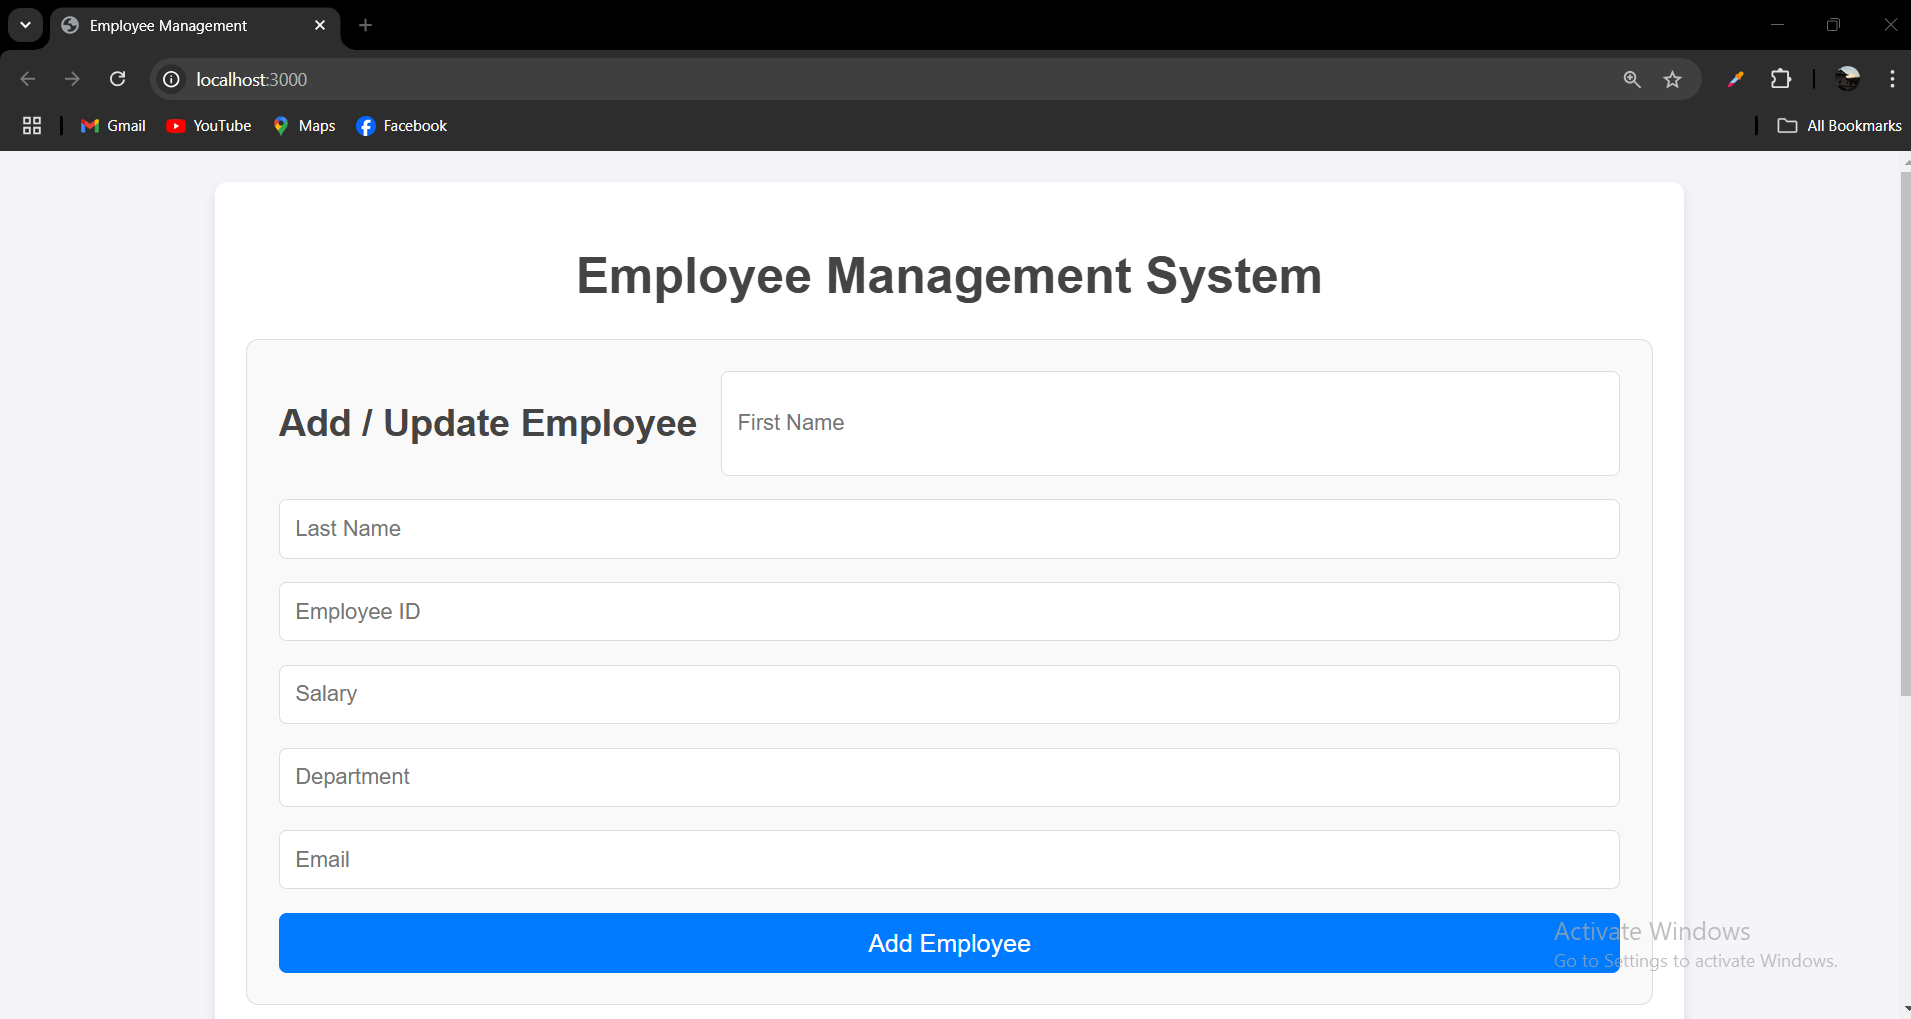 Employee Management
localhost:3000
Gmail YouTube Maps Facebook All Bookmarks
Employee Management System
Add / Update Employee First Name
Last Name
Employee ID
Salary
Department
Email
Add Employee
Activate Windows
Go to Settings to activate Windows.